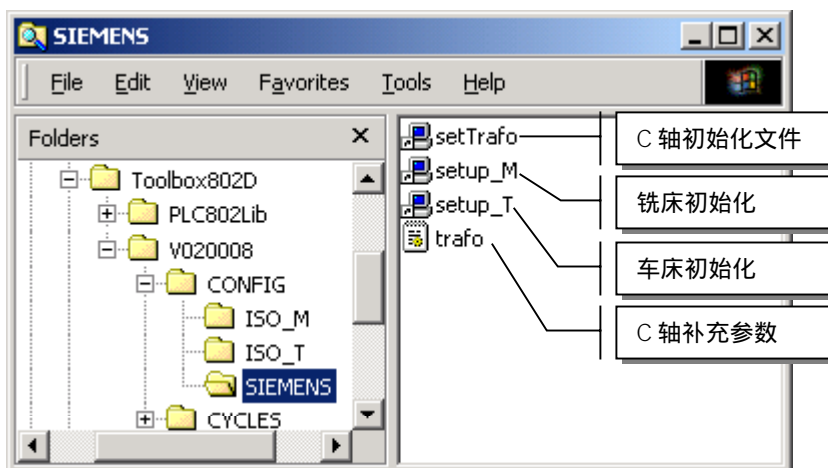 SIEMENS
File Edit View Favorites Tools Help
Folders
Toolbox802D
PLC802Lib
V020008
CONFIG
ISO_M
ISO_T
SIEMENS
CYCLES
setTrafo
setup_M
setup_T
trafo
C 轴初始化文件
铣床初始化
车床初始化
C 轴补充参数